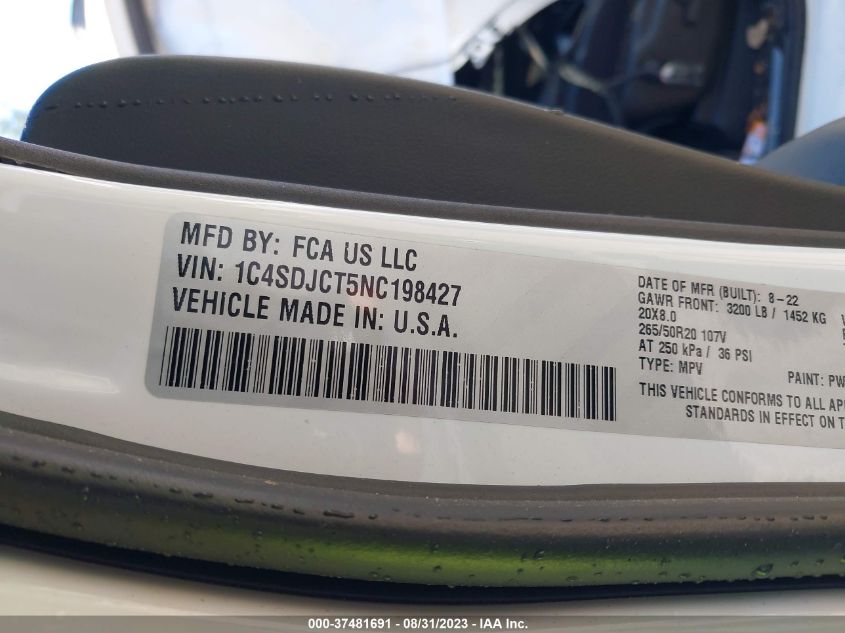 MFD BY: FCA US LLC
VIN: 1C4SDJCT5NC198427
VEHICLE MADE IN: U.S.A.
DATE OF MFR (BUILT): 8-22
GAWR FRONT: 3200 LB / 1452 KG
20X8.0
265/50R20 107V
AT 250 kPa / 36 PSI
TYPE: MPV
PAINT: PW
THIS VEHICLE CONFORMS TO ALL
STANDARDS IN EFFECT ON
000-37481691 - 08/31/2023 - IAA Inc.